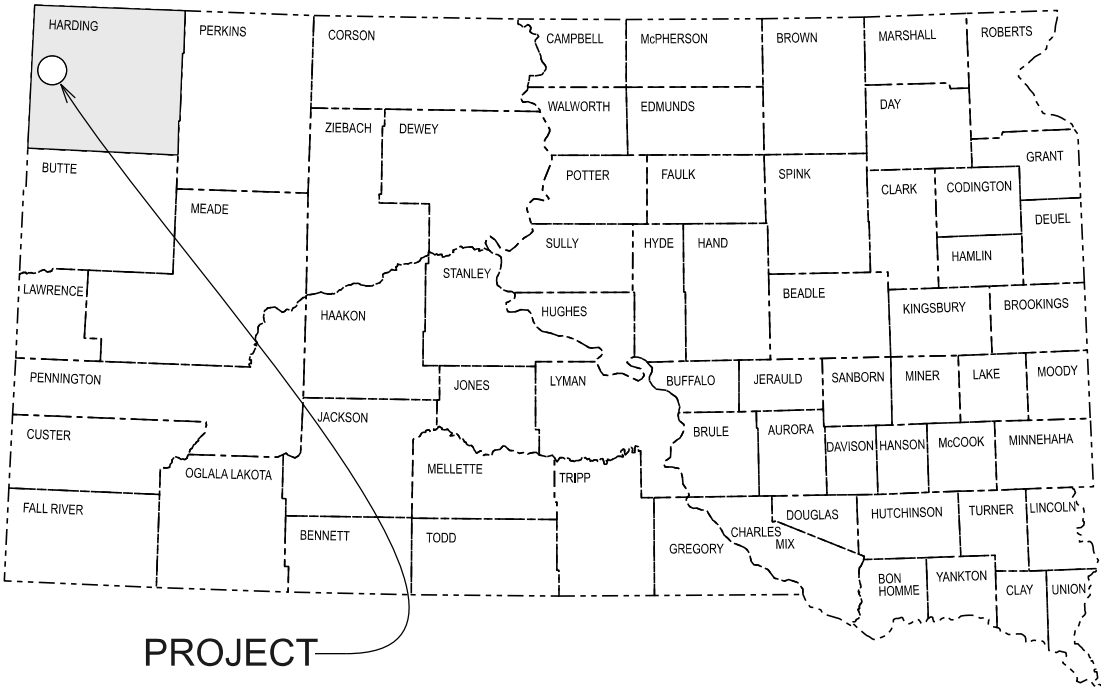 HARDING
PERKINS
CORSON
CAMPBELL
McPHERSON
BROWN
MARSHALL
ROBERTS
WALWORTH
EDMUNDS
DAY
ZIEBACH
DEWEY
GRANT
BUTTE
POTTER
FAULK
SPINK
CLARK
CODINGTON
MEADE
DEUEL
SULLY
HYDE
HAND
HAMLIN
STANLEY
LAWRENCE
BEADLE
HAAKON
HUGHES
KINGSBURY
BROOKINGS
PENNINGTON
JONES
LYMAN
BUFFALO
JERAULD
SANBORN
MINER
LAKE
MOODY
JACKSON
CUSTER
BRULE
AURORA
DAVISON
HANSON
McCOOK
MINNEHAHA
OGLALA LAKOTA
MELLETTE
TRIPP
FALL RIVER
DOUGLAS
HUTCHINSON
TURNER
LINCOLN
BENNETT
TODD
GREGORY
CHARLES
MIX
BON
HOMME
YANKTON
CLAY
UNION
PROJECT